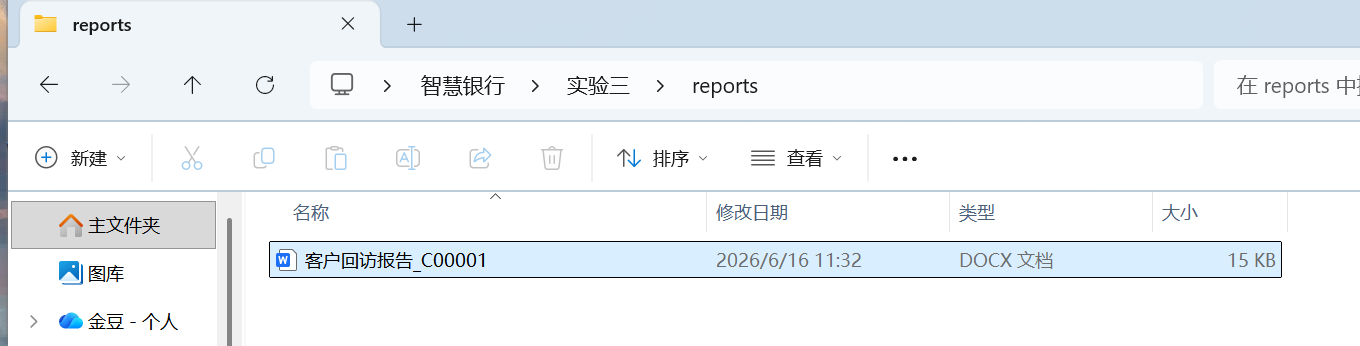 reports
智慧银行 实验三 reports 在 reports 中
新建 排序 查看
名称 修改日期 类型 大小
主文件夹
客户回访报告_C00001 2026/6/16 11:32 DOCX 文档 15 KB
图库
金豆 - 个人